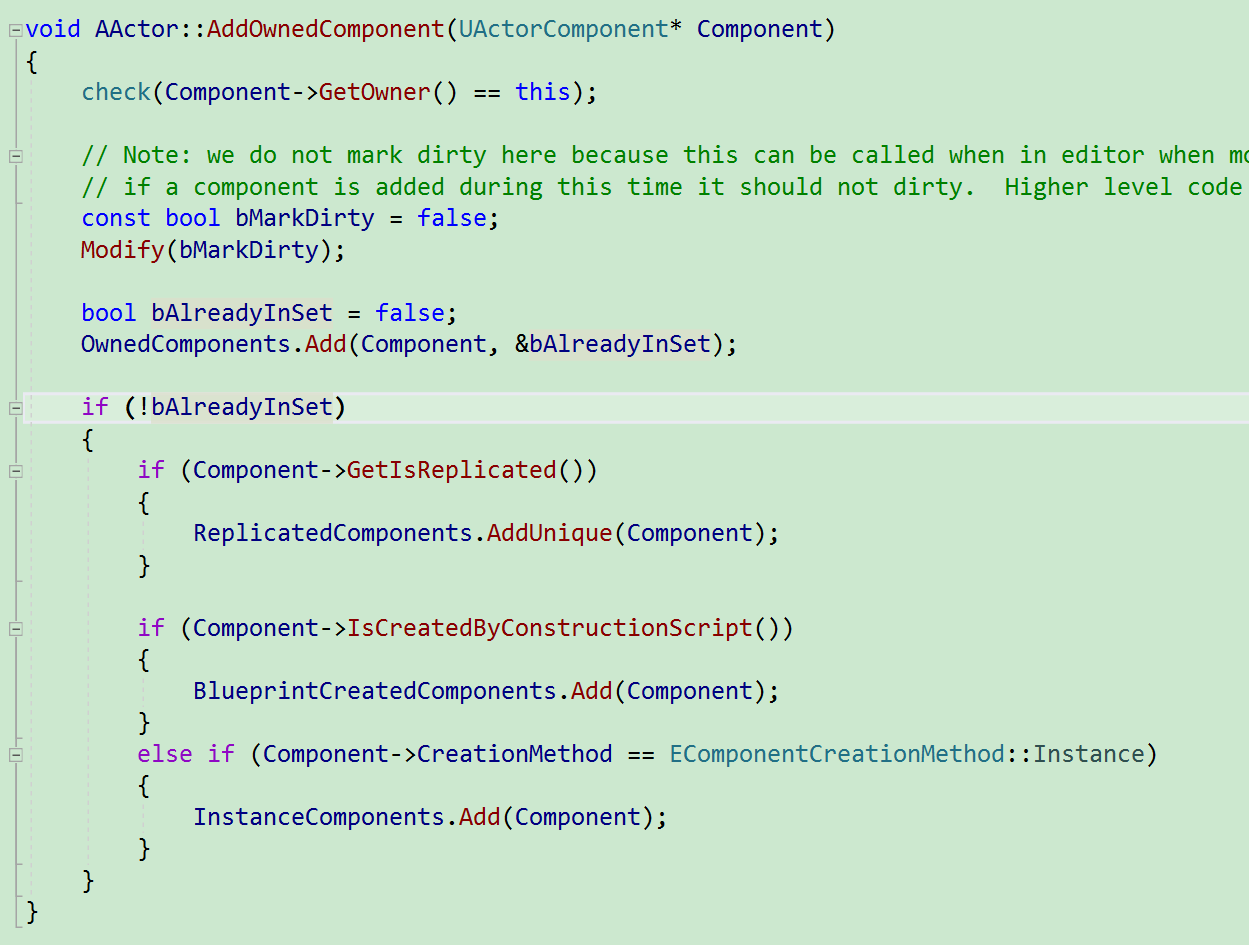 void AActor::AddOwnedComponent(UActorComponent* Component)
{
    check(Component->GetOwner() == this);

    // Note: we do not mark dirty here because this can be called when in editor when
    // if a component is added during this time it should not dirty.  Higher level code
    const bool bMarkDirty = false;
    Modify(bMarkDirty);

    bool bAlreadyInSet = false;
    OwnedComponents.Add(Component, &bAlreadyInSet);

    if (!bAlreadyInSet)
    {
        if (Component->GetIsReplicated())
        {
            ReplicatedComponents.AddUnique(Component);
        }

        if (Component->IsCreatedByConstructionScript())
        {
            BlueprintCreatedComponents.Add(Component);
        }
        else if (Component->CreationMethod == EComponentCreationMethod::Instance)
        {
            InstanceComponents.Add(Component);
        }
    }
}